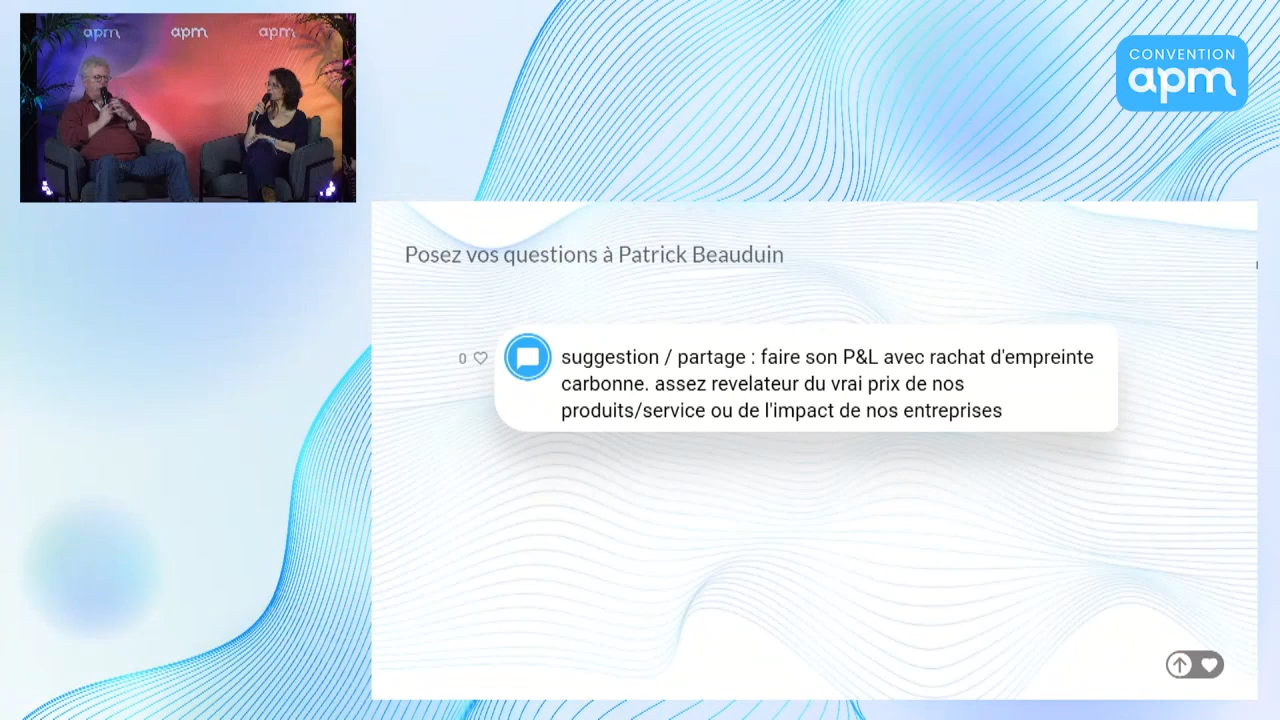 apm apm apm
CONVENTION
apm
Posez vos questions à Patrick Beauduin
0
suggestion / partage : faire son P&L avec rachat d'empreinte
carbonne. assez revelateur du vrai prix de nos
produits/service ou de l'impact de nos entreprises